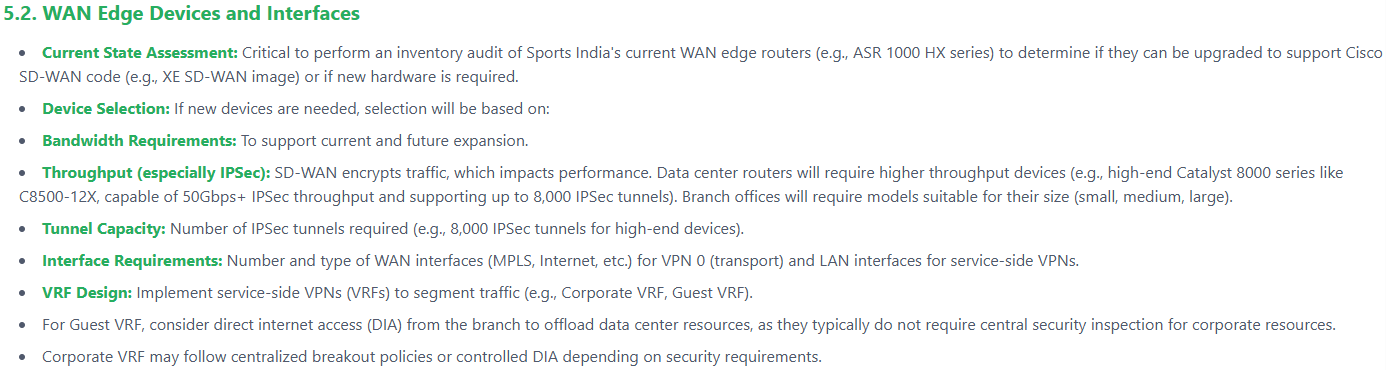 5.2. WAN Edge Devices and Interfaces
• Current State Assessment: Critical to perform an inventory audit of Sports India's current WAN edge routers (e.g., ASR 1000 HX series) to determine if they can be upgraded to support Cisco
SD-WAN code (e.g., XE SD-WAN image) or if new hardware is required.
• Device Selection: If new devices are needed, selection will be based on:
• Bandwidth Requirements: To support current and future expansion.
• Throughput (especially IPSec): SD-WAN encrypts traffic, which impacts performance. Data center routers will require higher throughput devices (e.g., high-end Catalyst 8000 series like
C8500-12X, capable of 50Gbps+ IPSec throughput and supporting up to 8,000 IPSec tunnels). Branch offices will require models suitable for their size (small, medium, large).
• Tunnel Capacity: Number of IPSec tunnels required (e.g., 8,000 IPSec tunnels for high-end devices).
• Interface Requirements: Number and type of WAN interfaces (MPLS, Internet, etc.) for VPN 0 (transport) and LAN interfaces for service-side VPNs.
• VRF Design: Implement service-side VPNs (VRFs) to segment traffic (e.g., Corporate VRF, Guest VRF).
• For Guest VRF, consider direct internet access (DIA) from the branch to offload data center resources, as they typically do not require central security inspection for corporate resources.
• Corporate VRF may follow centralized breakout policies or controlled DIA depending on security requirements.